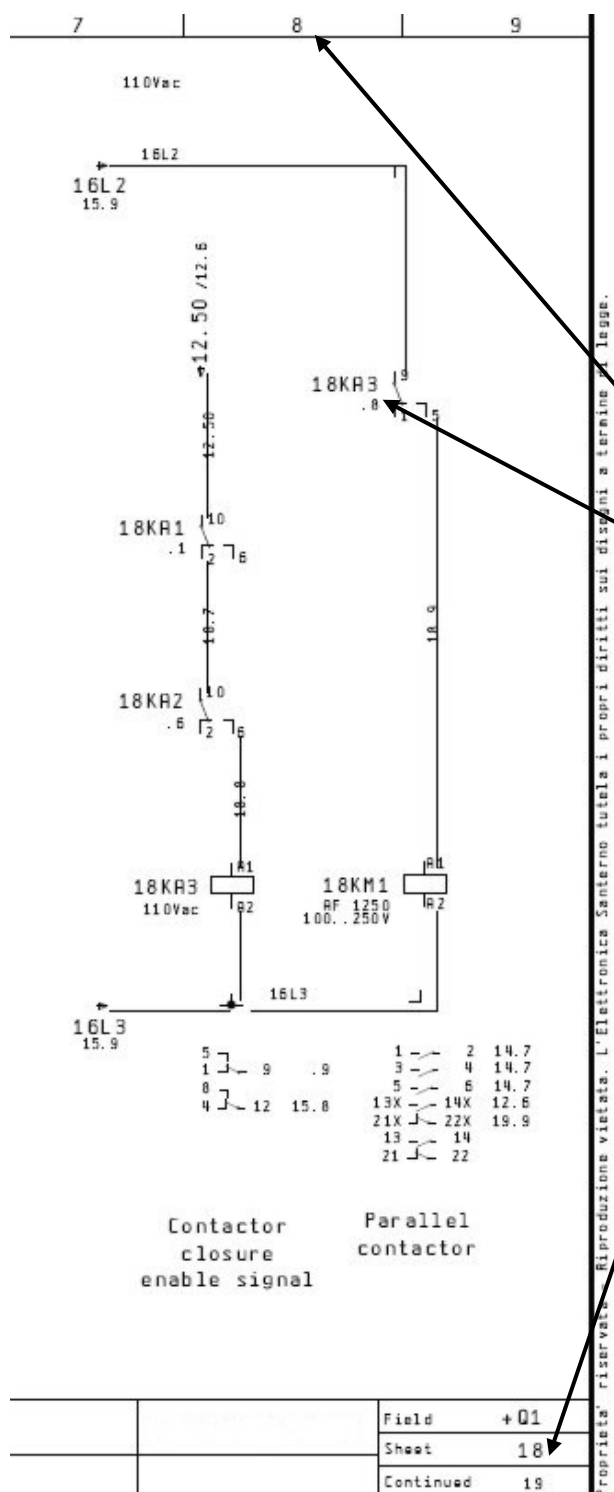 7 8 9
110Vac
16L2
16L2
15.9
12.50 /12.6
12.50
18KA3
.8
9
1 5
18KA1
.1
10
2 6
18.7
18KA2
.6
10
2 6
18.8
18.9
18KA3
110Vac
A1
A2
18KM1
AF 1250
100..250V
A1
A2
16L3
16L3
15.9
5
1 9 .9
8
4 12 15.8
1 2 14.7
3 4 14.7
5 6 14.7
13X 14X 12.6
21X 22X 19.9
13 14
21 22
Contactor
closure
enable signal
Parallel
contactor
Field +Q1
Sheet 18
Continued 19
Proprieta' riservata - Riproduzione vietata. L'Elettronica Santerno tutela i propri diritti sui disegni a termine di legge.